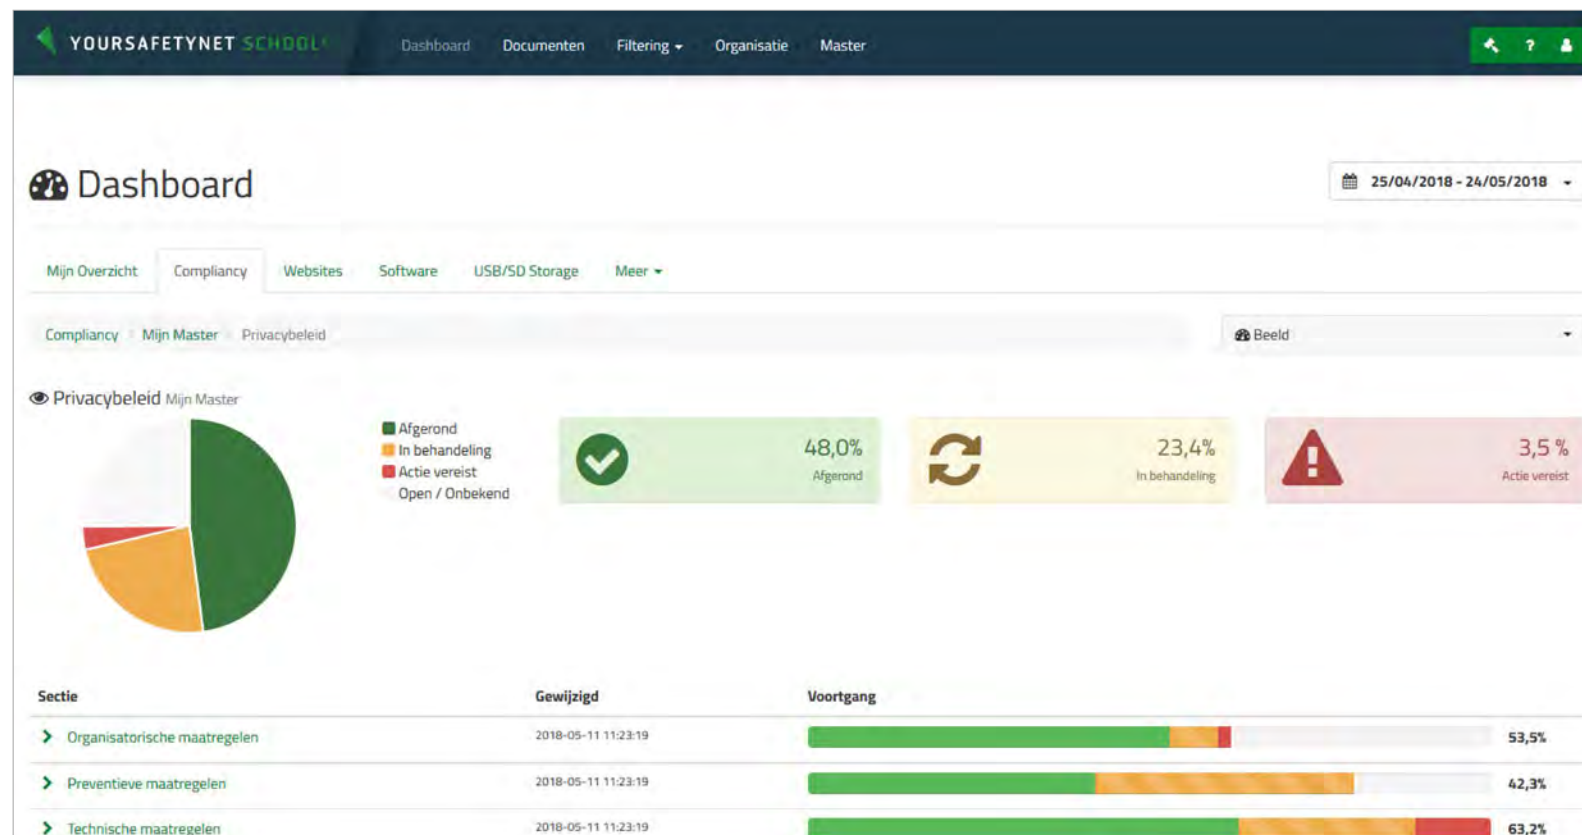 YOURSAFETYNET SCHOOL Dashboard Documenten Filtering Organisatie Master ?
Dashboard
25/04/2018 - 24/05/2018
Mijn Overzicht Compliancy Websites Software USB/SD Storage Meer
Compliancy Mijn Master Privacybeleid
Beeld
Privacybeleid Mijn Master
Afgerond
In behandeling
Actie vereist
Open / Onbekend
48,0%
Afgerond
23,4%
In behandeling
3,5 %
Actie vereist
Sectie Gewijzigd Voortgang
Organisatorische maatregelen 2018-05-11 11:23:19 53,5%
Preventieve maatregelen 2018-05-11 11:23:19 42,3%
Technische maatregelen 2018-05-11 11:23:19 63,2%